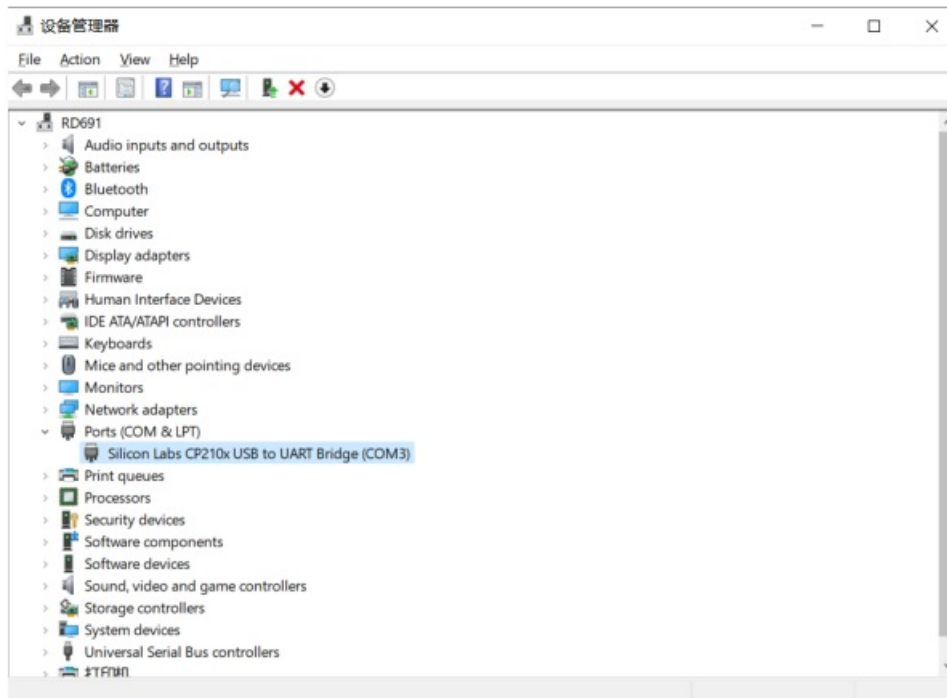 设备管理器
File Action View Help
RD691
Audio inputs and outputs
Batteries
Bluetooth
Computer
Disk drives
Display adapters
Firmware
Human Interface Devices
IDE ATA/ATAPI controllers
Keyboards
Mice and other pointing devices
Monitors
Network adapters
Ports (COM & LPT)
Silicon Labs CP210x USB to UART Bridge (COM3)
Print queues
Processors
Security devices
Software components
Software devices
Sound, video and game controllers
Storage controllers
System devices
Universal Serial Bus controllers
打印机